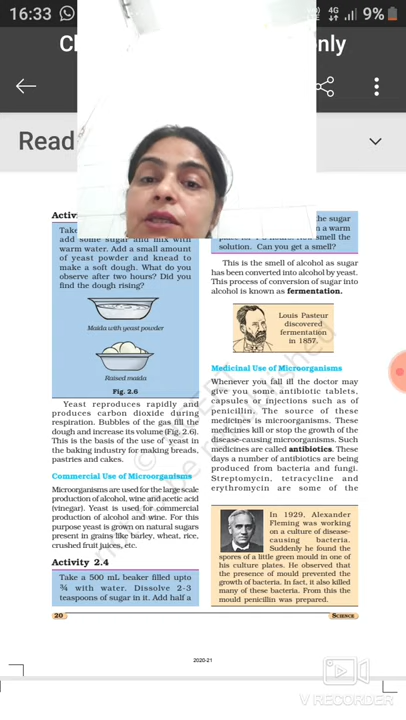 16:33
4G
9%
only
Read
Take
add some sugar and mix with
warm water. Add a small amount
of yeast powder and knead to
make a soft dough. What do you
observe after two hours? Did you
find the dough rising?
Maida with yeast powder
Raised maida
Fig. 2.6
Yeast reproduces rapidly and
produces carbon dioxide during
respiration. Bubbles of the gas fill
the dough and increase its volume (Fig. 2.6).
This is the basis of the use of yeast in
the baking industry for making breads,
pastries and cakes.
Commercial Use of Microorganisms
Microorganisms are used for the large scale
production of alcohol, wine and acetic acid
(vinegar). Yeast is used for commercial
production of alcohol and wine. For this
purpose yeast is grown on natural sugars
present in grains like barley, wheat, rice,
crushed fruit juices, etc.
Activity 2.4
Take a 500 mL beaker filled upto
¾ with water. Dissolve 2-3
teaspoons of sugar in it. Add half a
the sugar
in a warm
smell the
solution. Can you get a smell?
This is the smell of alcohol as sugar
has been converted into alcohol by yeast.
This process of conversion of sugar into
alcohol is known as fermentation.
Louis Pasteur
discovered
fermentation
in 1857.
Medicinal Use of Microorganisms
Whenever you fall ill the doctor may
give you some antibiotic tablets,
capsules or injections such as of
penicillin. The source of these
medicines is microorganisms. These
medicines kill or stop the growth of the
disease-causing microorganisms. Such
medicines are called antibiotics. These
days a number of antibiotics are being
produced from bacteria and fungi.
Streptomycin, tetracycline and
erythromycin are some of the
In 1929, Alexander
Fleming was working
on a culture of disease-
causing bacteria.
Suddenly he found the
spores of a little green mould in one of
his culture plates. He observed that
the presence of mould prevented the
growth of bacteria. In fact, it also killed
many of these bacteria. From this the
mould penicillin was prepared.
20
SCIENCE
2020-21
V RECORDER